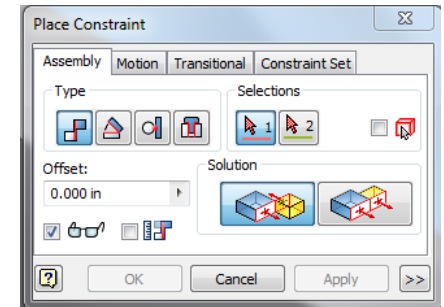 Place Constraint
Assembly Motion Transitional Constraint Set
Type Selections
1 2
Offset: Solution
0.000 in
? OK Cancel Apply >>